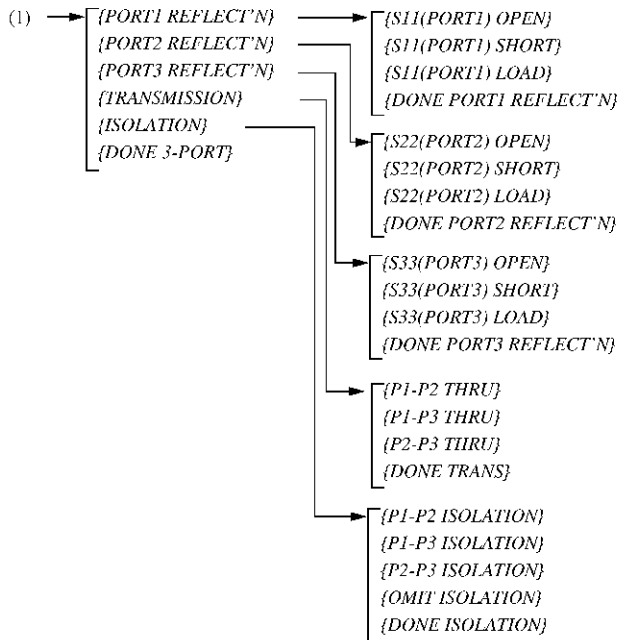 (1)
{PORT1 REFLECT'N}
{PORT2 REFLECT'N}
{PORT3 REFLECT'N}
{TRANSMISSION}
{ISOLATION}
{DONE 3-PORT}
{S11(PORT1) OPEN}
{S11(PORT1) SHORT}
{S11(PORT1) LOAD}
{DONE PORT1 REFLECT'N}
{S22(PORT2) OPEN}
{S22(PORT2) SHORT}
{S22(PORT2) LOAD}
{DONE PORT2 REFLECT'N}
{S33(PORT3) OPEN}
{S33(PORT3) SHORT}
{S33(PORT3) LOAD}
{DONE PORT3 REFLECT'N}
{P1-P2 THRU}
{P1-P3 THRU}
{P2-P3 THRU}
{DONE TRANS}
{P1-P2 ISOLATION}
{P1-P3 ISOLATION}
{P2-P3 ISOLATION}
{OMIT ISOLATION}
{DONE ISOLATION}